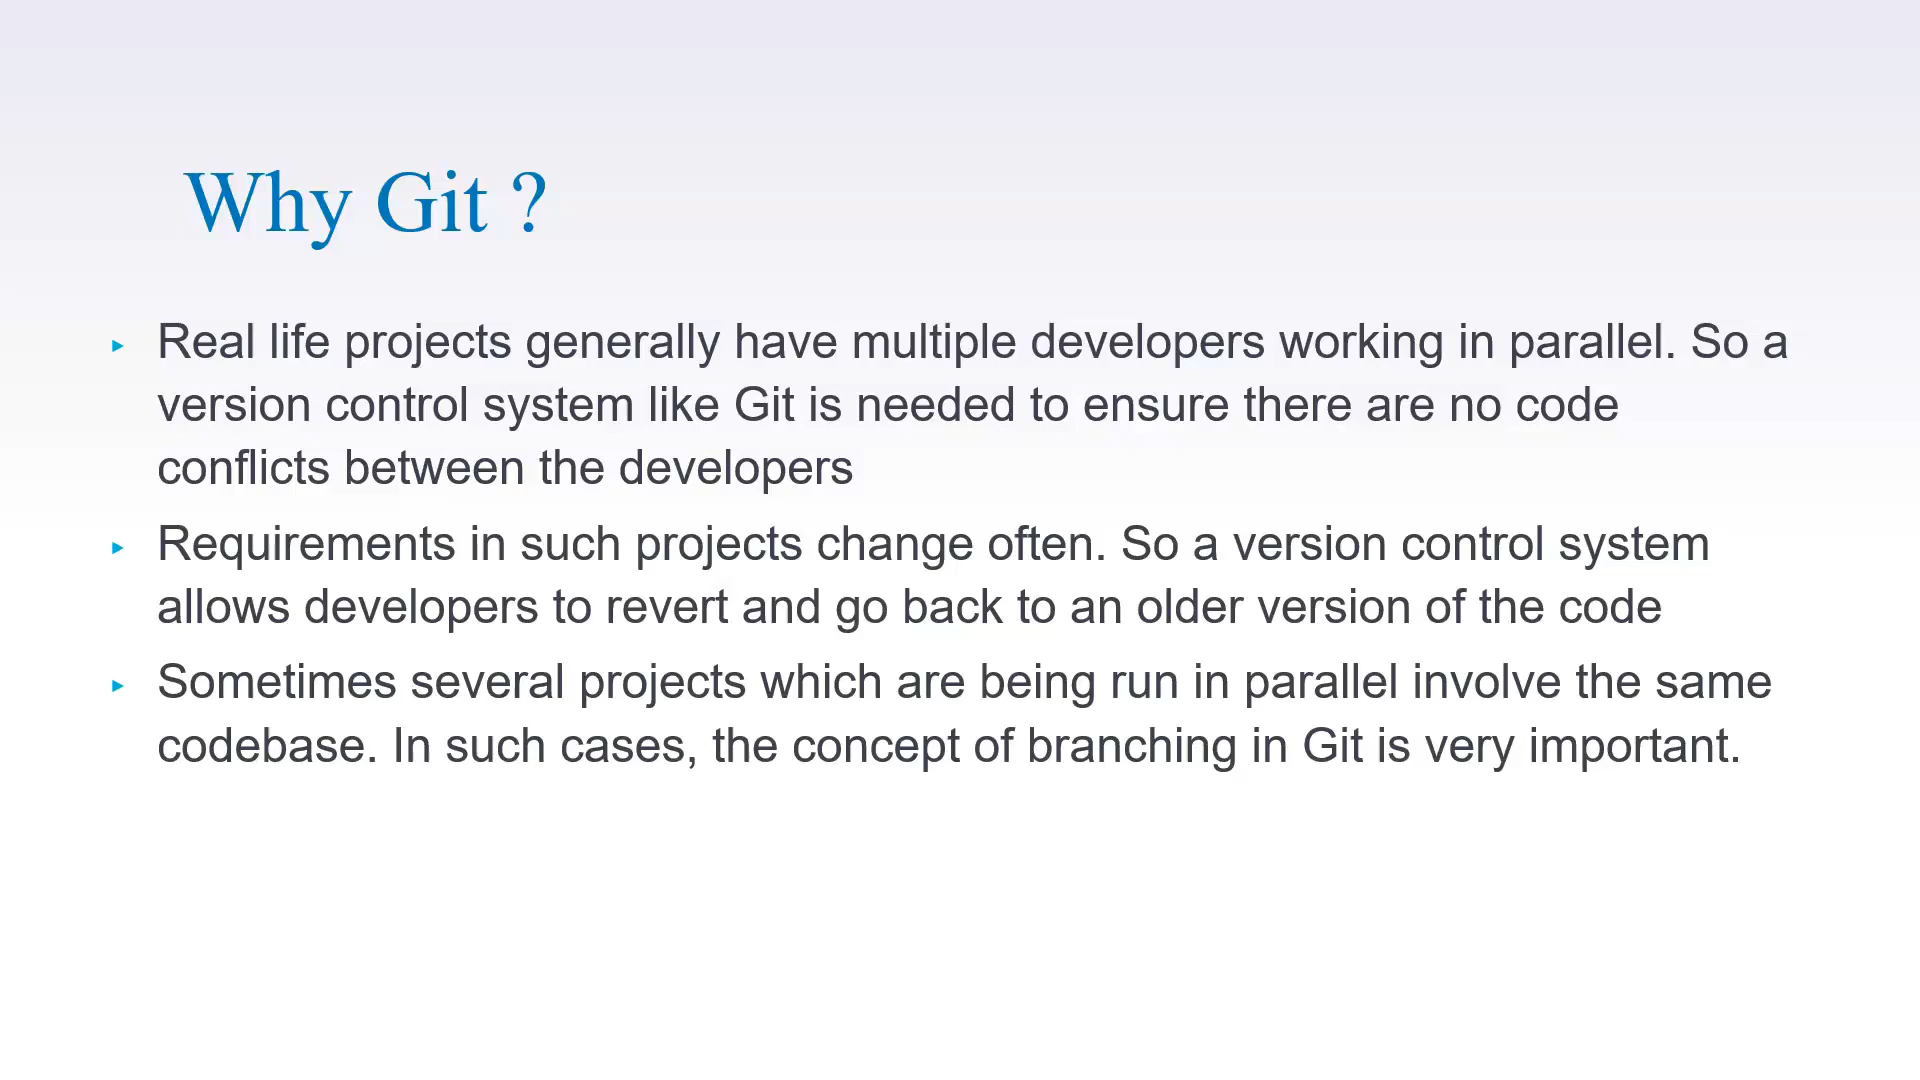 Why Git ?
▸ Real life projects generally have multiple developers working in parallel. So a
version control system like Git is needed to ensure there are no code
conflicts between the developers
▸ Requirements in such projects change often. So a version control system
allows developers to revert and go back to an older version of the code
▸ Sometimes several projects which are being run in parallel involve the same
codebase. In such cases, the concept of branching in Git is very important.